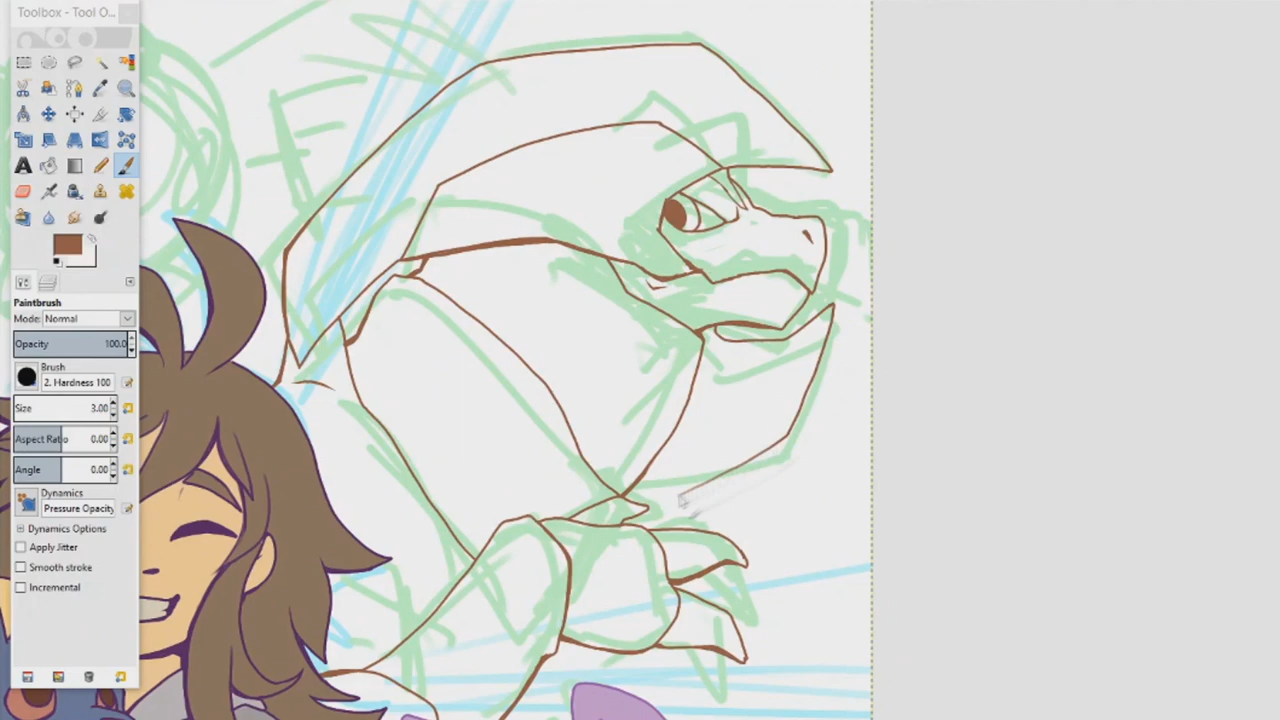 Toolbox - Tool O...
Paintbrush
Mode: Normal
Opacity 100.0
Brush
2. Hardness 100
Size 3.00
Aspect Ratio 0.00
Angle 0.00
Dynamics
Pressure Opacity
Dynamics Options
Apply Jitter
Smooth stroke
Incremental